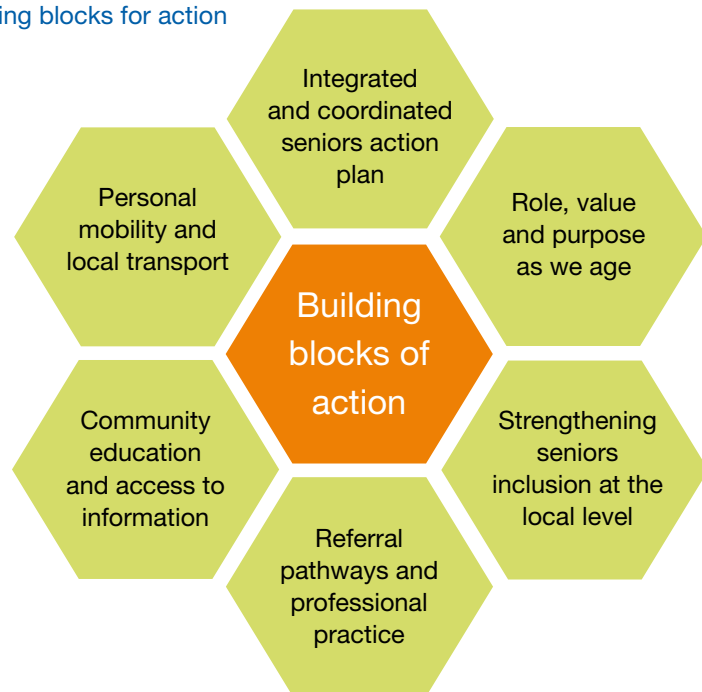 ing blocks for action
Integrated
and coordinated
seniors action
plan
Personal
mobility and
local transport
Role, value
and purpose
as we age
Building
blocks of
action
Community
education
and access to
information
Strengthening
seniors
inclusion at the
local level
Referral
pathways and
professional
practice